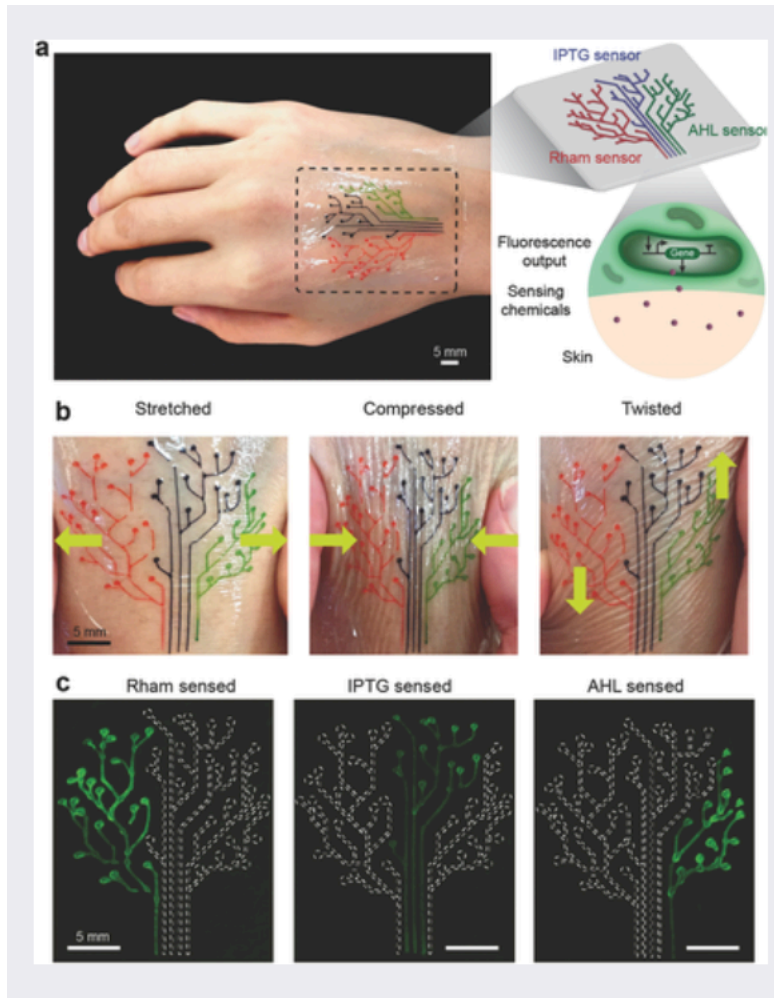 a
IPTG sensor
AHL sensor
Rham sensor
Fluorescence
output
Gene
Sensing
chemicals
Skin
5 mm
b
Stretched
Compressed
Twisted
5 mm
c
Rham sensed
IPTG sensed
AHL sensed
5 mm